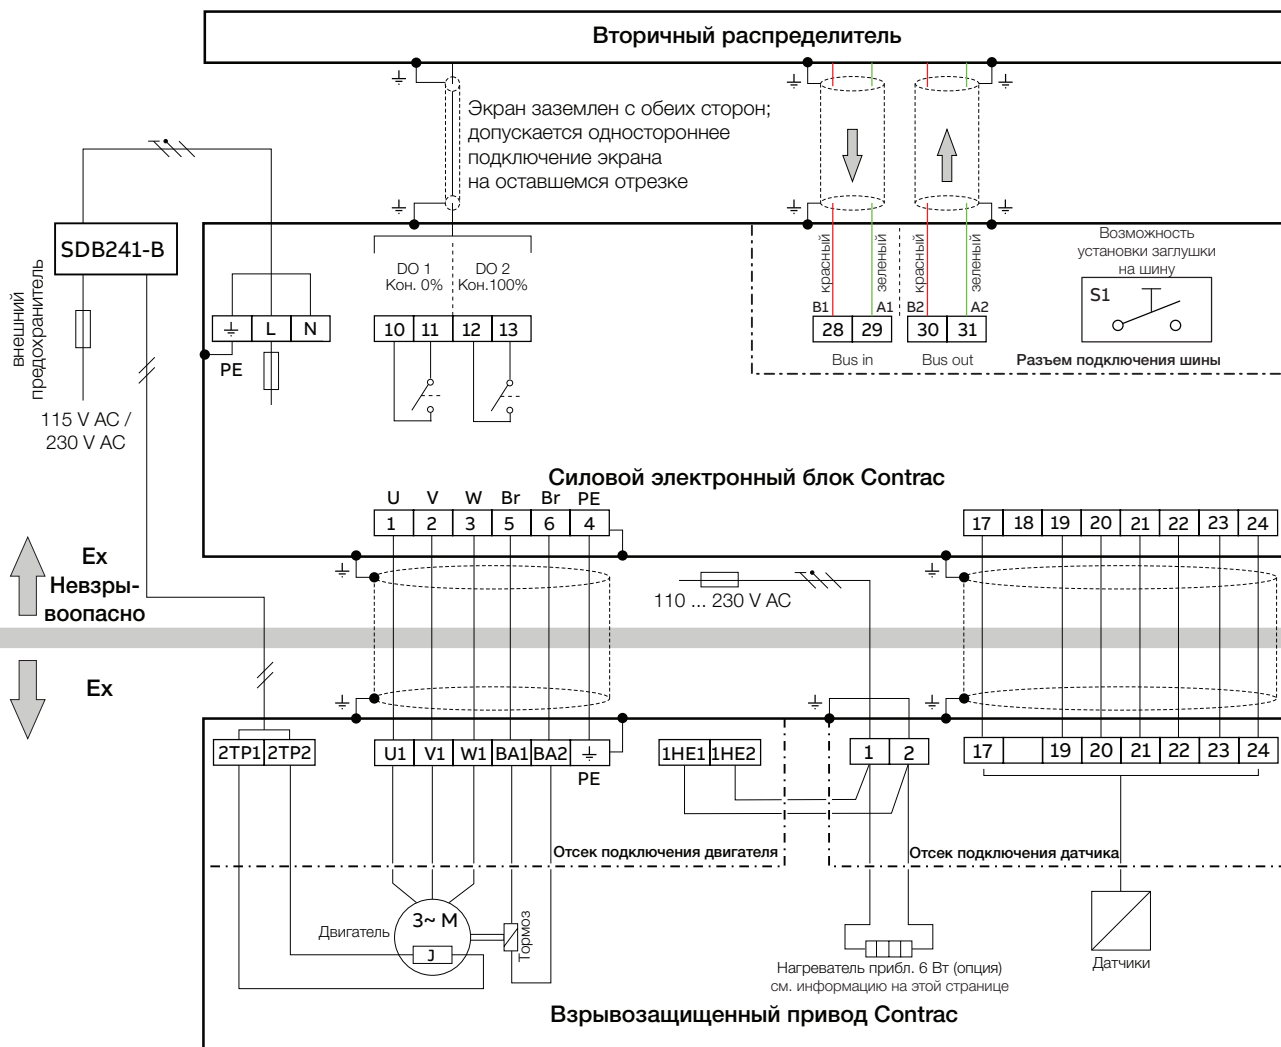 Вторичный распределитель
Экран заземлен с обеих сторон;
допускается одностороннее
подключение экрана
на оставшемся отрезке
SDB241-B
внешний
предохранитель
115 V AC /
230 V AC
L N
PE
DO 1
Кон. 0%
DO 2
Кон.100%
10 11 12 13
красный
зеленый
красный
зеленый
B1 A1 B2 A2
28 29 30 31
Bus in
Bus out
Возможность
установки заглушки
на шину
S1
Разъем подключения шины
Силовой электронный блок Contrac
U V W Br Br PE
1 2 3 5 6 4
17 18 19 20 21 22 23 24
Ex
Невзры-
воопасно
110 ... 230 V AC
Ex
2TP1 2TP2
U1 V1 W1 BA1 BA2
PE
1HE1 1HE2
1 2
17 19 20 21 22 23 24
Отсек подключения двигателя
Отсек подключения датчика
3~ M
J
Двигатель
Тормоз
Нагреватель прибл. 6 Вт (опция)
см. информацию на этой странице
Датчики
Взрывозащищенный привод Contrac